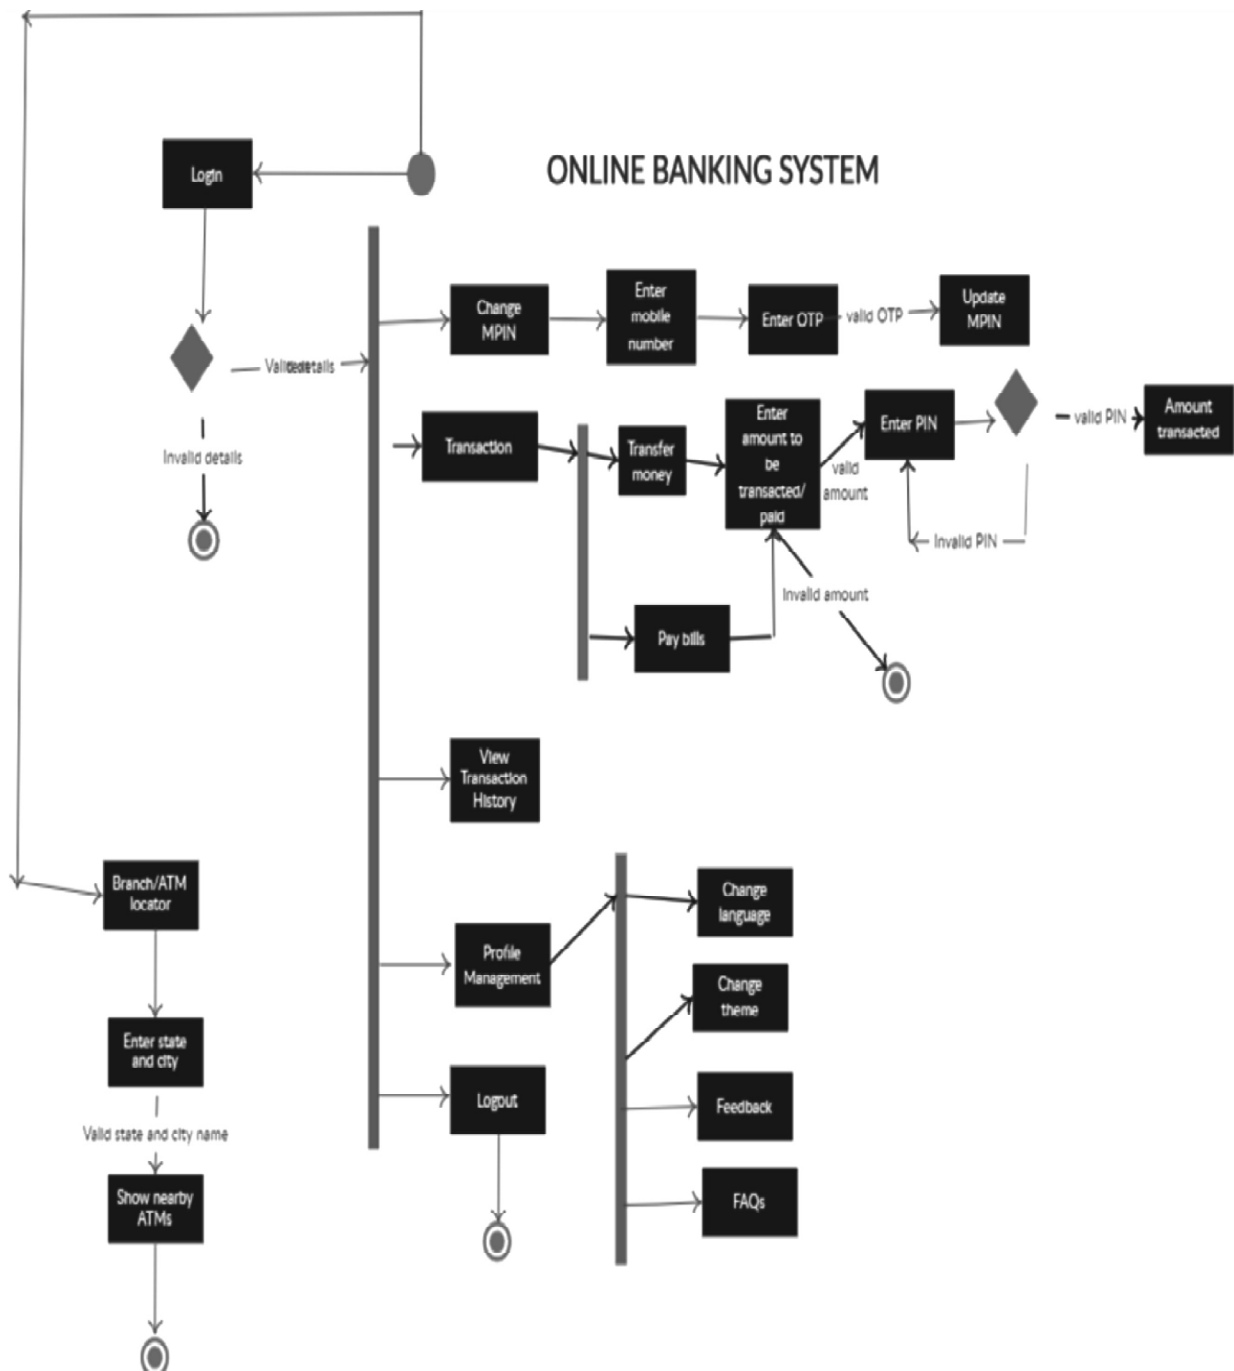 ONLINE BANKING SYSTEM
Login
Change
MPIN
Enter
mobile
number
Enter OTP
valid OTP
Update
MPIN
details
Invalid details
Transaction
Transfer
money
Enter
amount to
be
transacted/
paid
valid
amount
Enter PIN
valid PIN
Amount
transacted
Invalid PIN
Invalid amount
Pay bills
View
Transaction
History
Branch/ATM
locator
Profile
Management
Change
language
Change
theme
Enter state
and city
Logout
Feedback
Valid state and city name
Show nearby
ATMs
FAQs